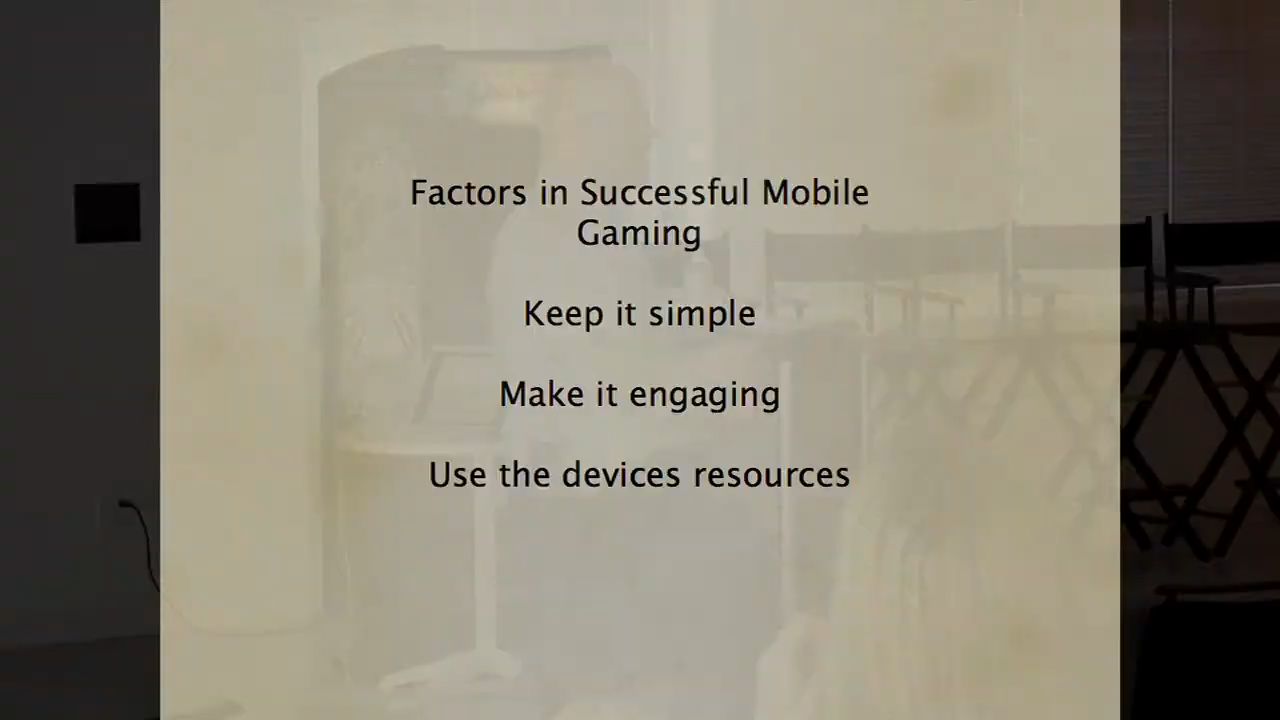 Factors in Successful Mobile
Gaming
Keep it simple
Make it engaging
Use the devices resources